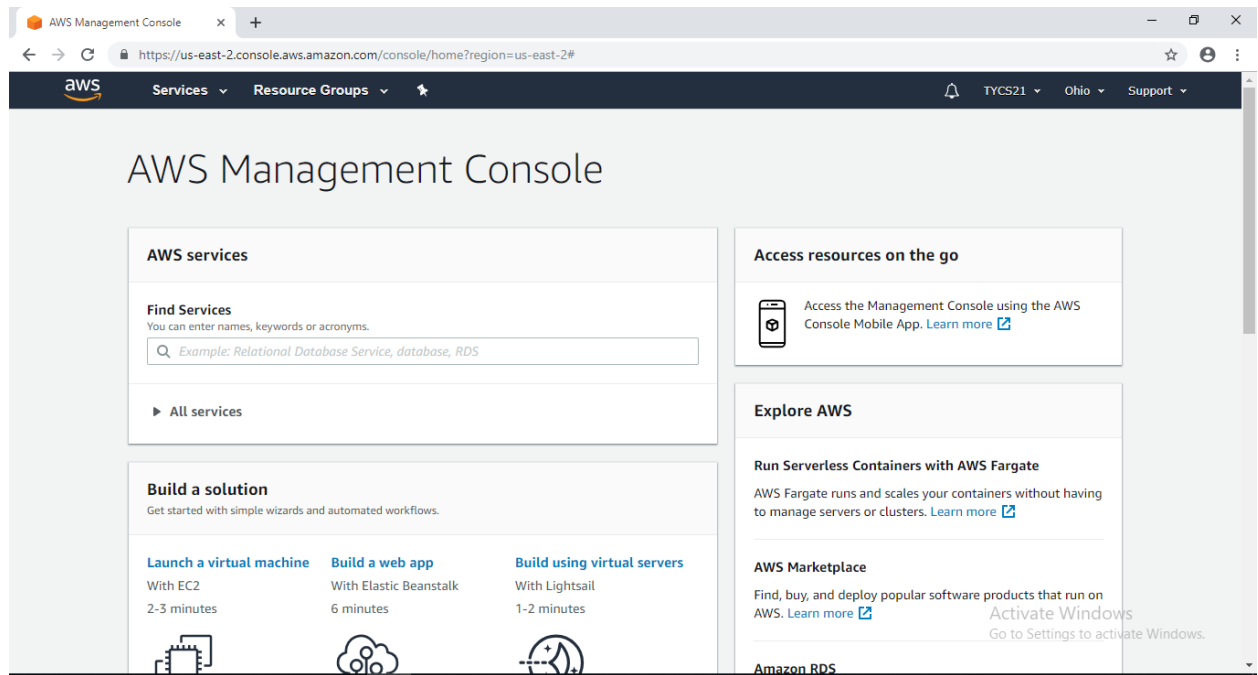 AWS Management Console
https://us-east-2.console.aws.amazon.com/console/home?region=us-east-2#
aws Services Resource Groups TYCS21 Ohio Support
AWS Management Console
AWS services
Find Services
You can enter names, keywords or acronyms.
Example: Relational Database Service, database, RDS
All services
Build a solution
Get started with simple wizards and automated workflows.
Launch a virtual machine
With EC2
2-3 minutes
Build a web app
With Elastic Beanstalk
6 minutes
Build using virtual servers
With Lightsail
1-2 minutes
Access resources on the go
Access the Management Console using the AWS
Console Mobile App. Learn more
Explore AWS
Run Serverless Containers with AWS Fargate
AWS Fargate runs and scales your containers without having
to manage servers or clusters. Learn more
AWS Marketplace
Find, buy, and deploy popular software products that run on
AWS. Learn more
Amazon RDS
Activate Windows
Go to Settings to activate Windows.